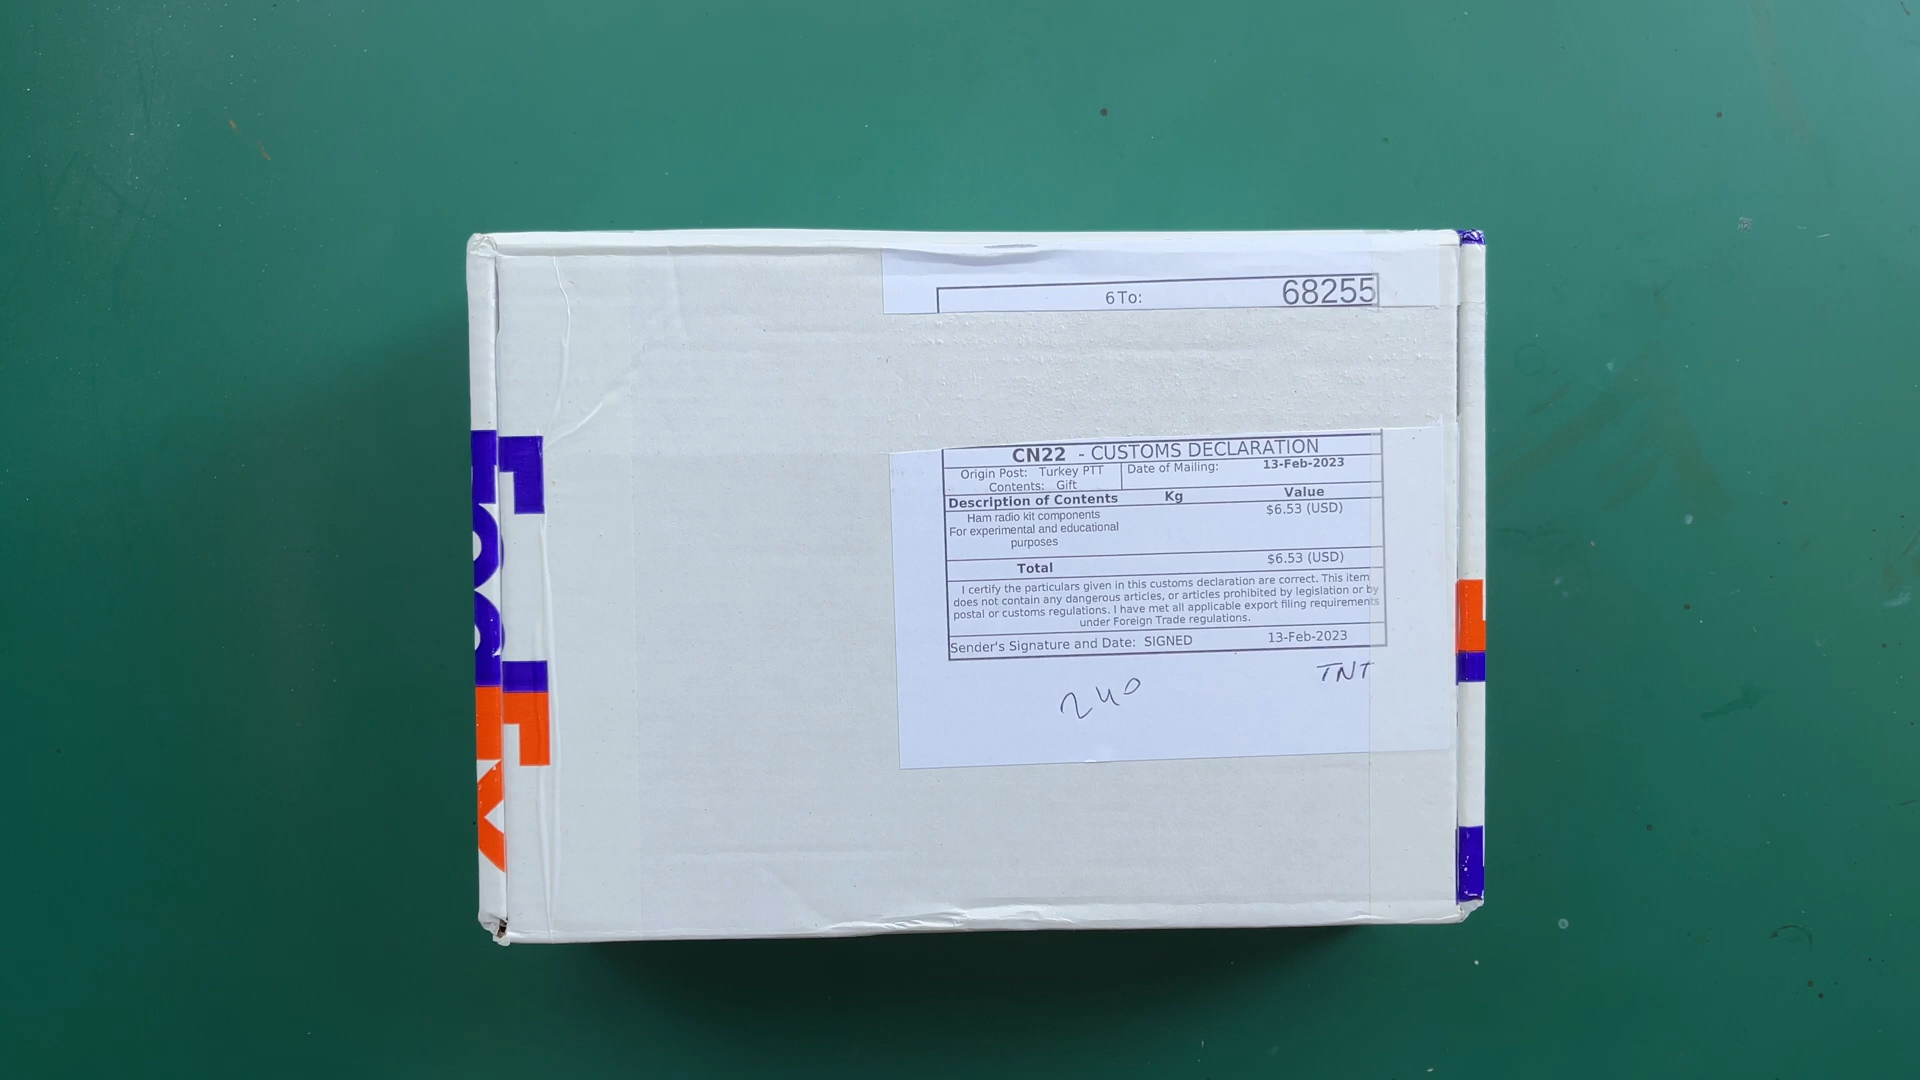 6 To: 68255
CN22 - CUSTOMS DECLARATION
Origin Post: Turkey PTT Date of Mailing: 13-Feb-2023
Contents: Gift
Description of Contents Kg Value
Ham radio kit components $6.53 (USD)
For experimental and educational
purposes
Total $6.53 (USD)
I certify the particulars given in this customs declaration are correct. This item
does not contain any dangerous articles, or articles prohibited by legislation or by
postal or customs regulations. I have met all applicable export filing requirements
under Foreign Trade regulations.
Sender's Signature and Date: SIGNED 13-Feb-2023
TNT
240
FedEx